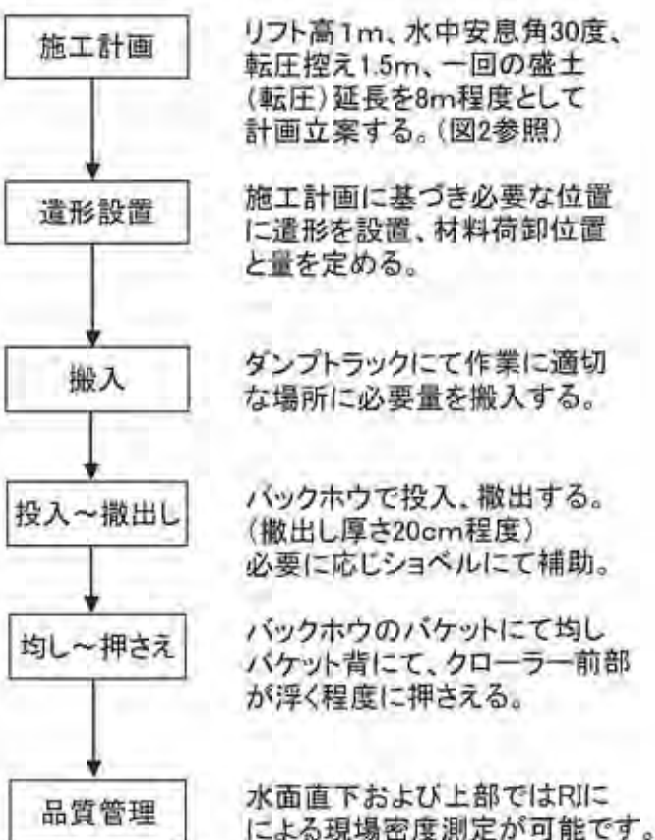 施工計画
リフト高1m、水中安息角30度、
転圧控え1.5m、一回の盛土
(転圧)延長を8m程度として
計画立案する。(図2参照)
遣形設置
施工計画に基づき必要な位置
に遣形を設置、材料荷卸位置
と量を定める。
搬入
ダンプトラックにて作業に適切
な場所に必要量を搬入する。
投入～撒出し
バックホウで投入、撒出する。
(撒出し厚さ20cm程度)
必要に応じショベルにて補助。
均し～押さえ
バックホウのバケットにて均し
バケット背にて、クローラー前部
が浮く程度に押さえる。
品質管理
水面直下および上部ではRIに
による現場密度測定が可能です。